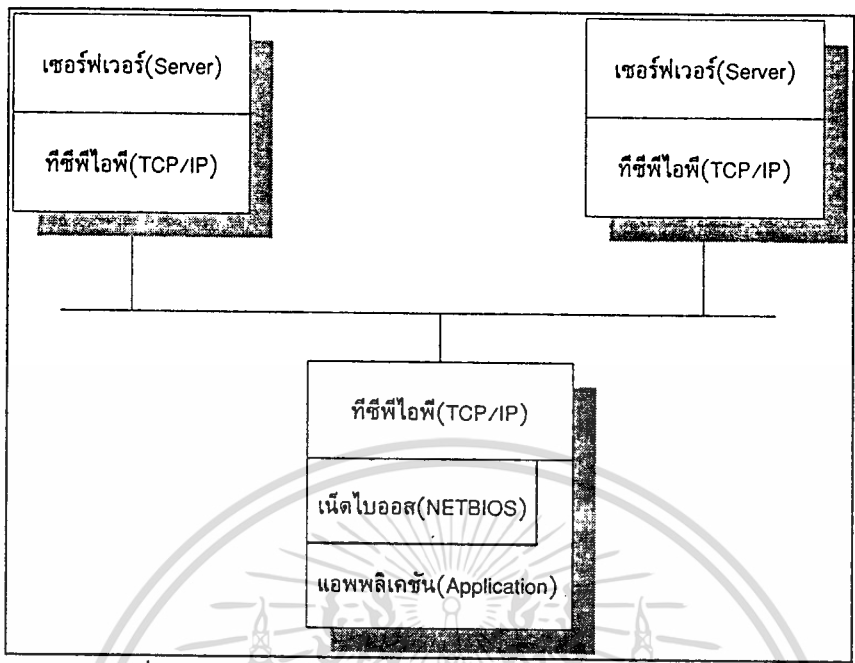 เซอร์ฟเวอร์(Server)
ทีซีพีไอพี(TCP/IP)
เซอร์ฟเวอร์(Server)
ทีซีพีไอพี(TCP/IP)
ทีซีพีไอพี(TCP/IP)
เน็ตไบออส(NETBIOS)
แอพพลิเคชัน(Application)